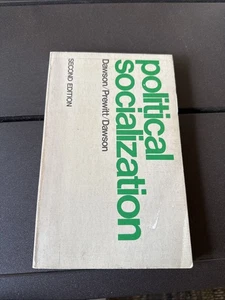 political
socialization
Dawson/Prewitt/Dawson
SECOND EDITION